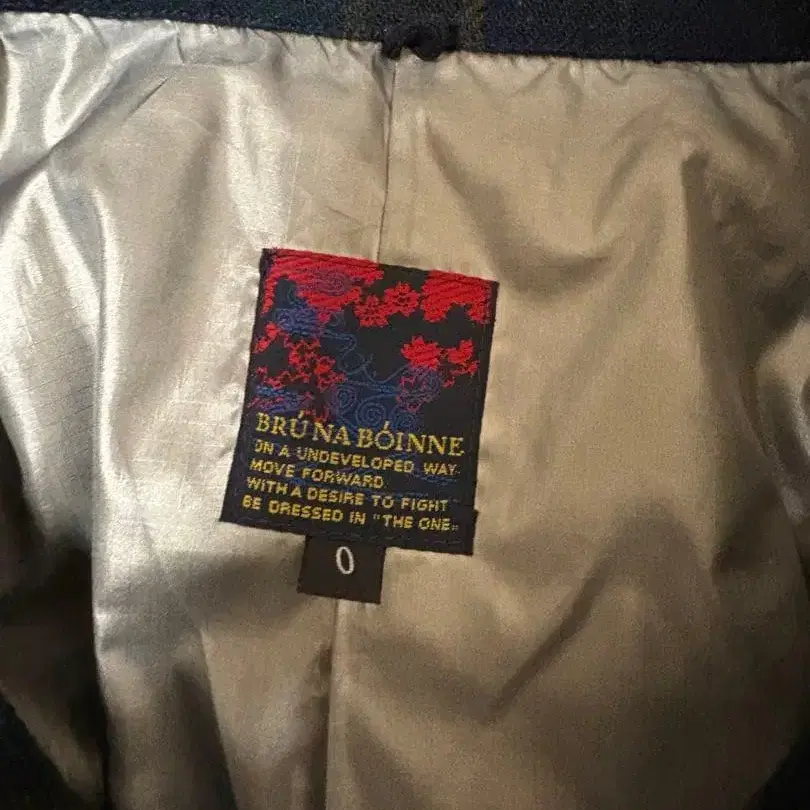 BRÚNA BÓINNE
ON A UNDEVELOPED WAY
MOVE FORWARD.
WITH A DESIRE TO FIGHT
BE DRESSED IN "THE ONE"
0